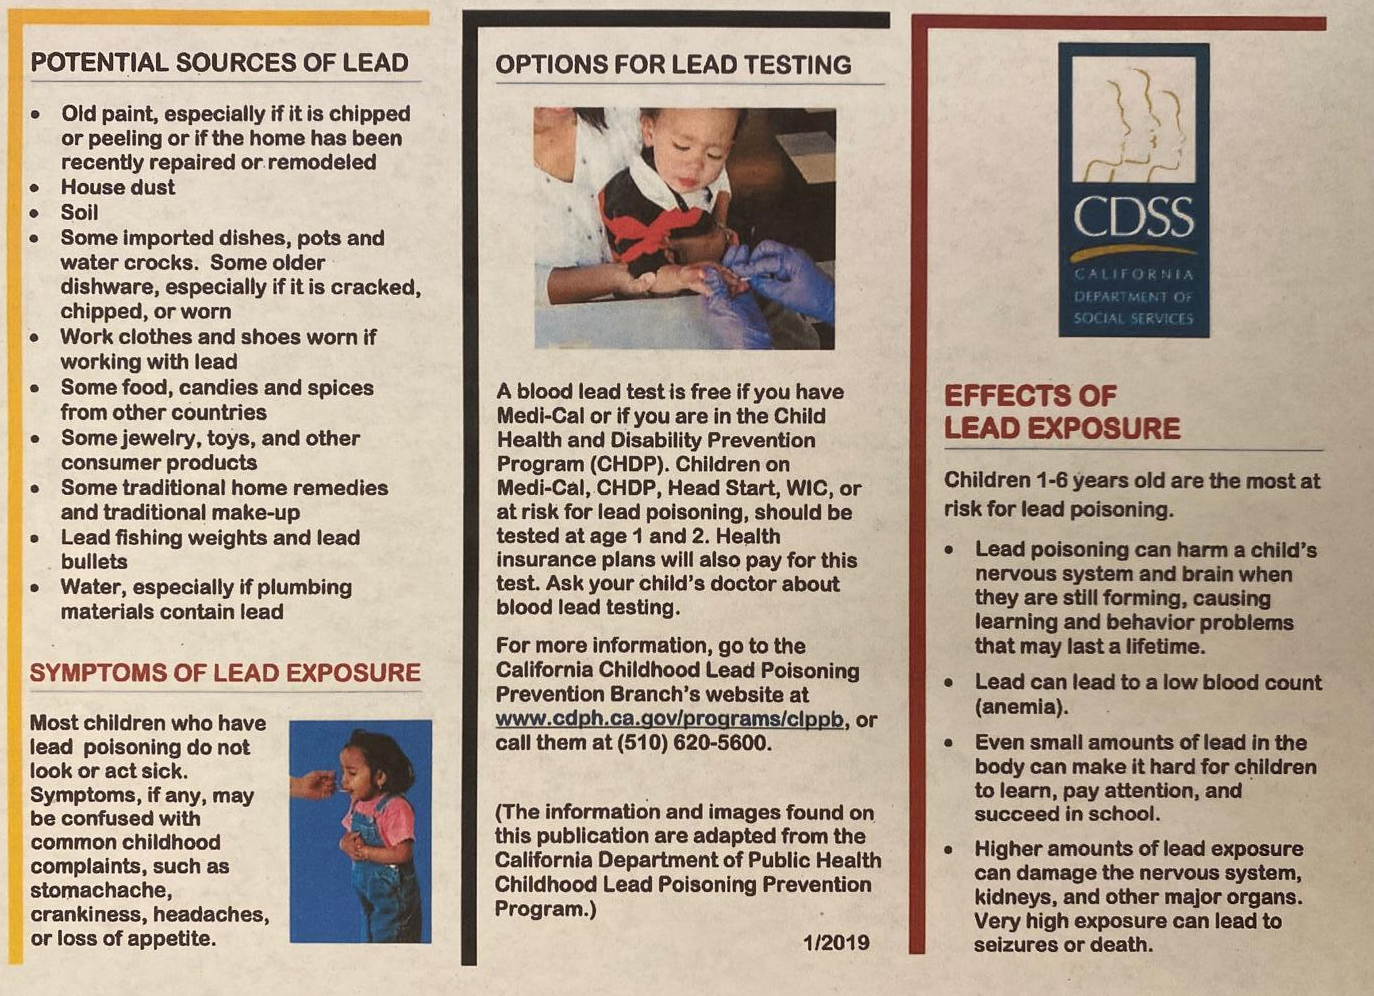 POTENTIAL SOURCES OF LEAD
• Old paint, especially if it is chipped
or peeling or if the home has been
recently repaired or remodeled
• House dust
• Soil
• Some imported dishes, pots and
water crocks. Some older
dishware, especially if it is cracked,
chipped, or worn
• Work clothes and shoes worn if
working with lead
• Some food, candies and spices
from other countries
• Some jewelry, toys, and other
consumer products
• Some traditional home remedies
and traditional make-up
• Lead fishing weights and lead
bullets
• Water, especially if plumbing
materials contain lead
SYMPTOMS OF LEAD EXPOSURE
Most children who have
lead poisoning do not
look or act sick.
Symptoms, if any, may
be confused with
common childhood
complaints, such as
stomachache,
crankiness, headaches,
or loss of appetite.
OPTIONS FOR LEAD TESTING
A blood lead test is free if you have
Medi-Cal or if you are in the Child
Health and Disability Prevention
Program (CHDP). Children on
Medi-Cal, CHDP, Head Start, WIC, or
at risk for lead poisoning, should be
tested at age 1 and 2. Health
insurance plans will also pay for this
test. Ask your child's doctor about
blood lead testing.
For more information, go to the
California Childhood Lead Poisoning
Prevention Branch's website at
www.cdph.ca.gov/programs/clppb, or
call them at (510) 620-5600.
(The information and images found on
this publication are adapted from the
California Department of Public Health
Childhood Lead Poisoning Prevention
Program.)
1/2019
CDSS
CALIFORNIA
DEPARTMENT OF
SOCIAL SERVICES
EFFECTS OF
LEAD EXPOSURE
Children 1-6 years old are the most at
risk for lead poisoning.
• Lead poisoning can harm a child's
nervous system and brain when
they are still forming, causing
learning and behavior problems
that may last a lifetime.
• Lead can lead to a low blood count
(anemia).
• Even small amounts of lead in the
body can make it hard for children
to learn, pay attention, and
succeed in school.
• Higher amounts of lead exposure
can damage the nervous system,
kidneys, and other major organs.
Very high exposure can lead to
seizures or death.